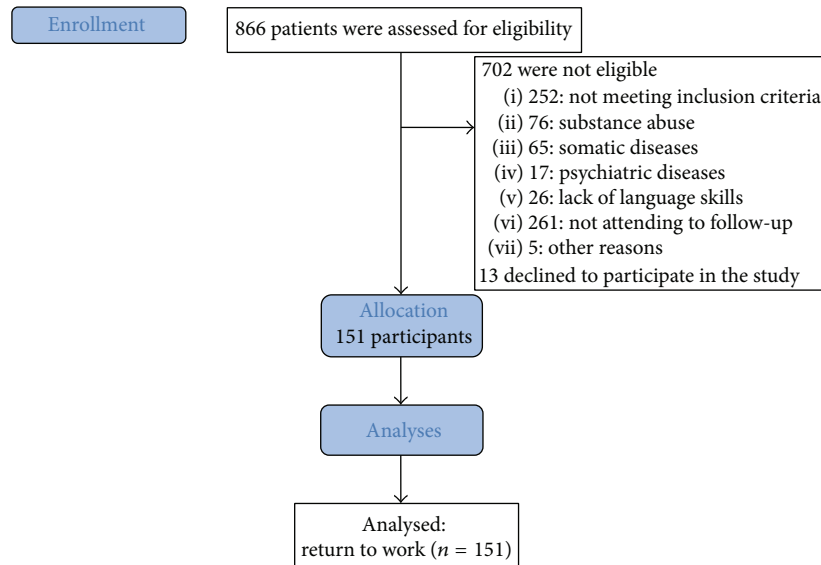 Enrollment
866 patients were assessed for eligibility
702 were not eligible
(i) 252: not meeting inclusion criteria
(ii) 76: substance abuse
(iii) 65: somatic diseases
(iv) 17: psychiatric diseases
(v) 26: lack of language skills
(vi) 261: not attending to follow-up
(vii) 5: other reasons
13 declined to participate in the study
Allocation
151 participants
Analyses
Analysed:
return to work (n = 151)